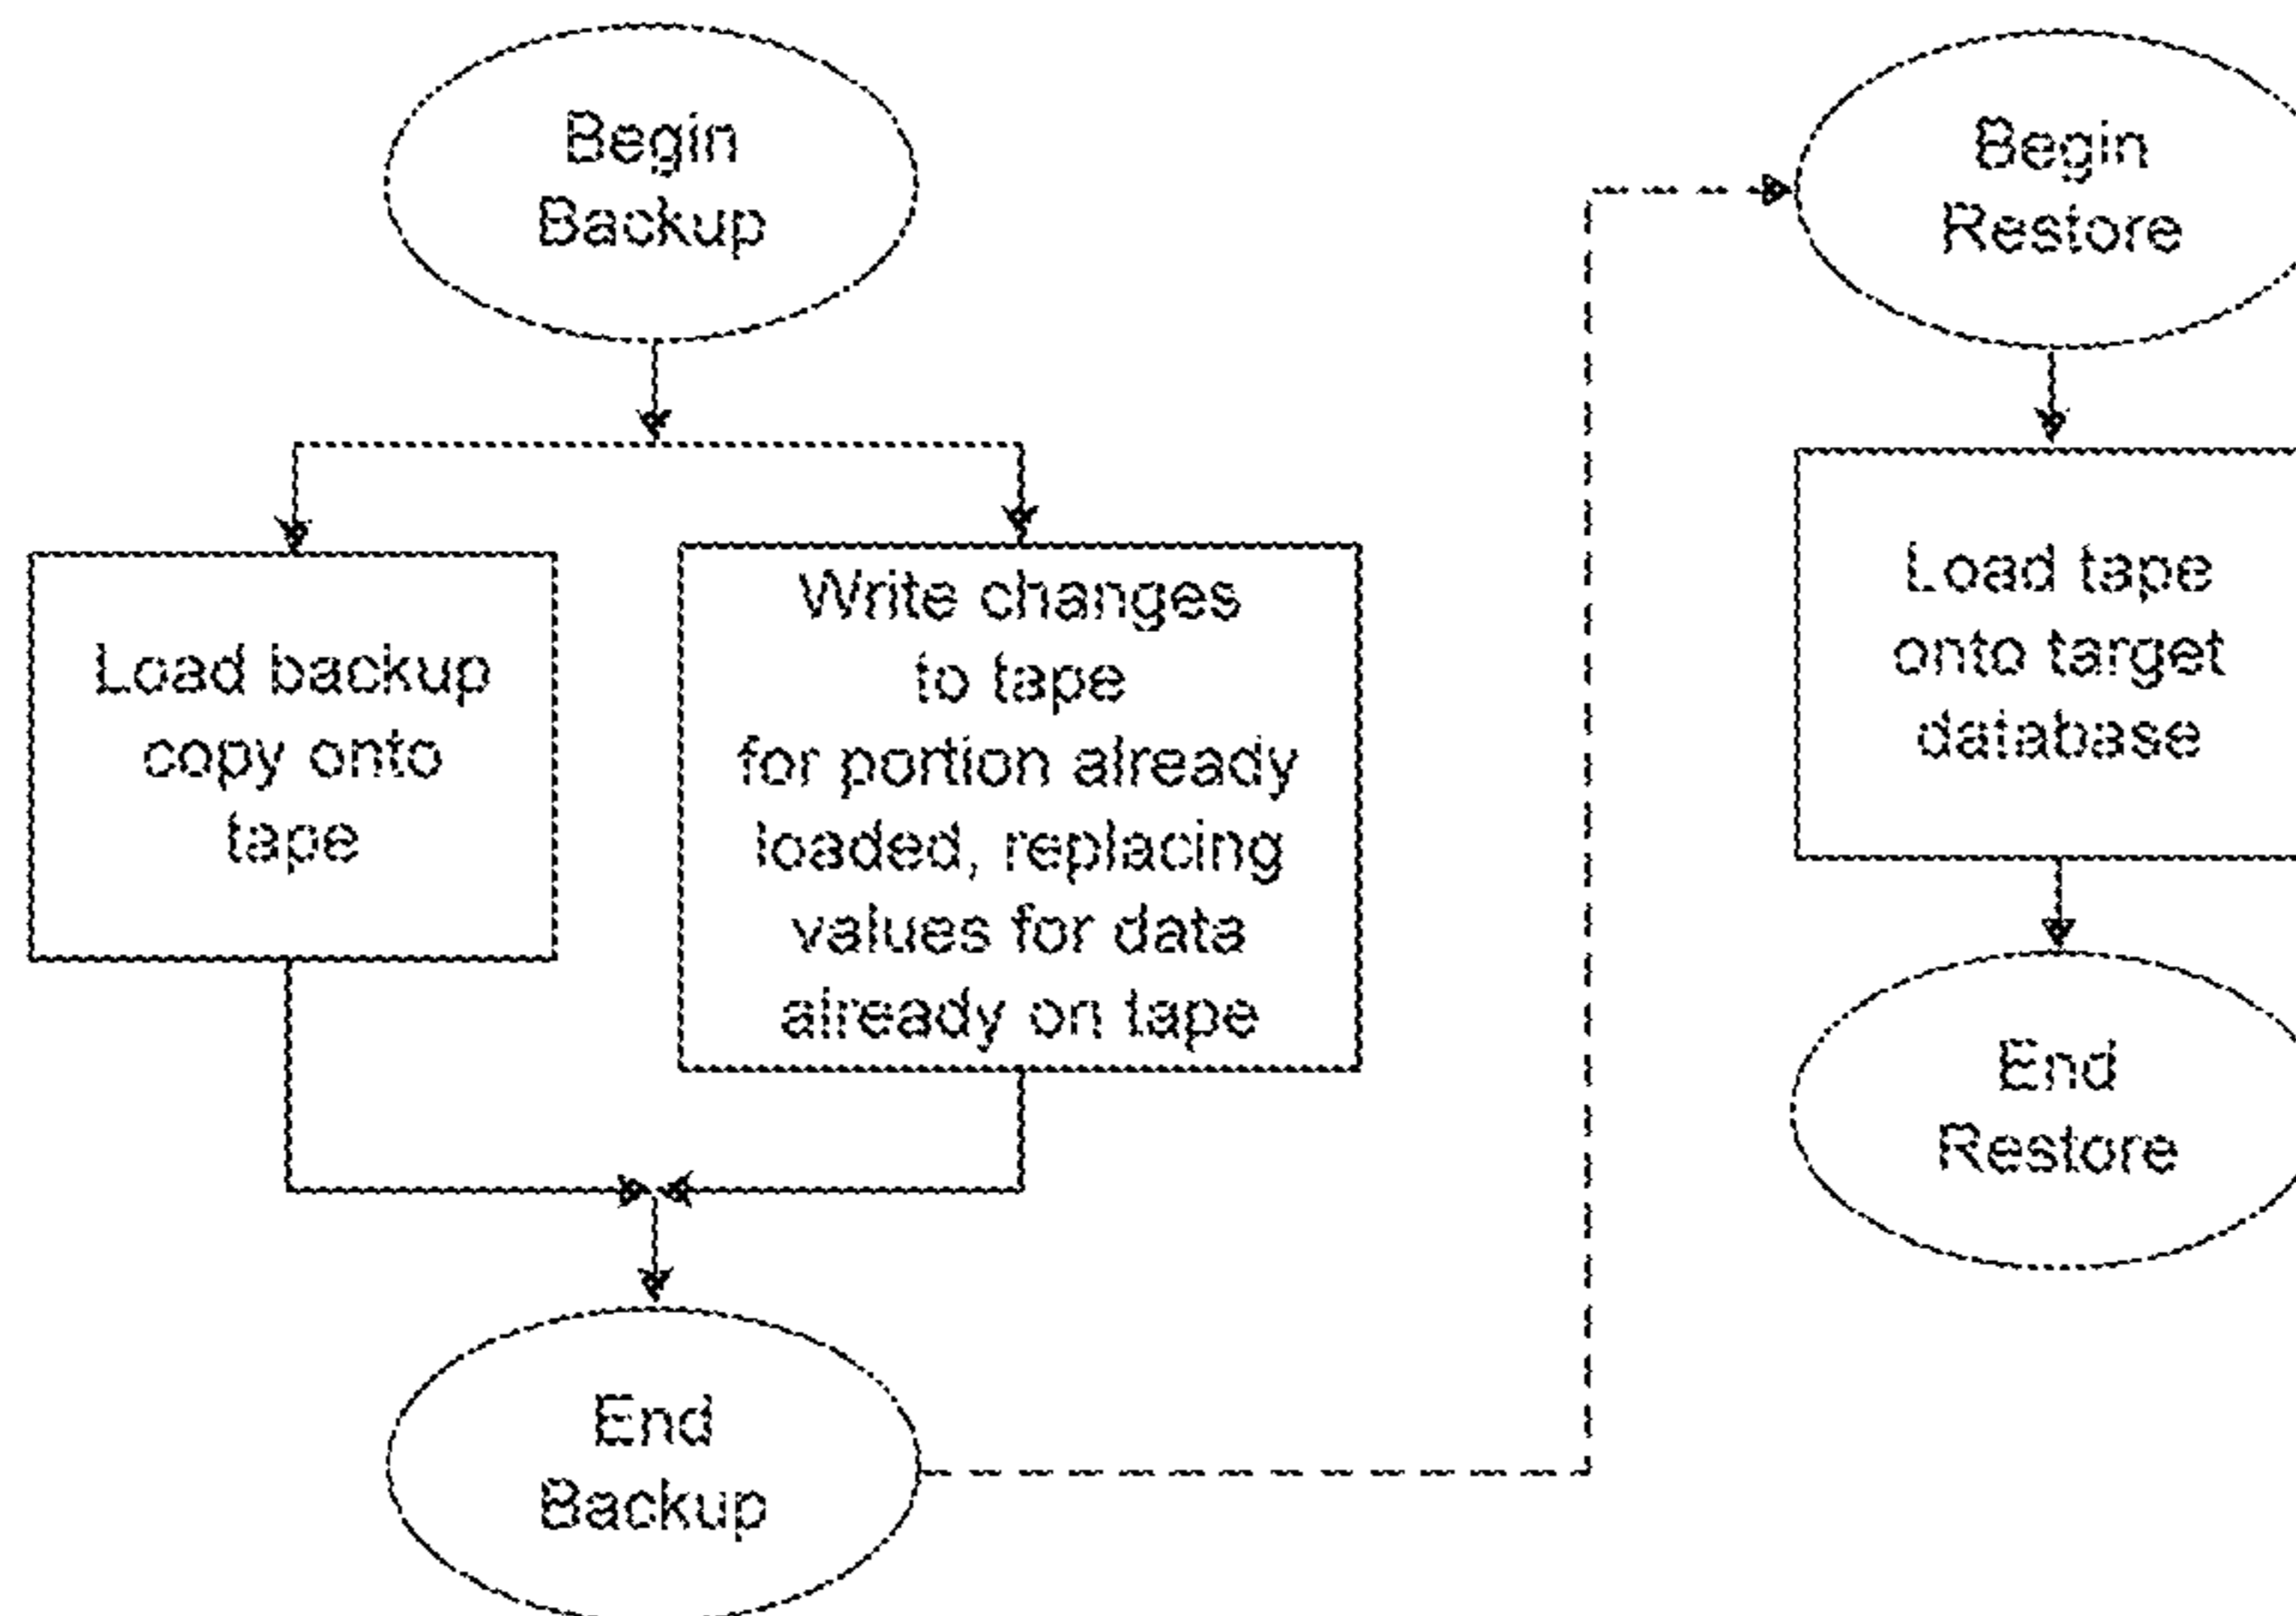 Begin
Backup
Load backup
copy onto
tape
Write changes
to tape
for portion already
loaded, replacing
values for data
already on tape
End
Backup
Begin
Restore
Load tape
onto target
database
End
Restore